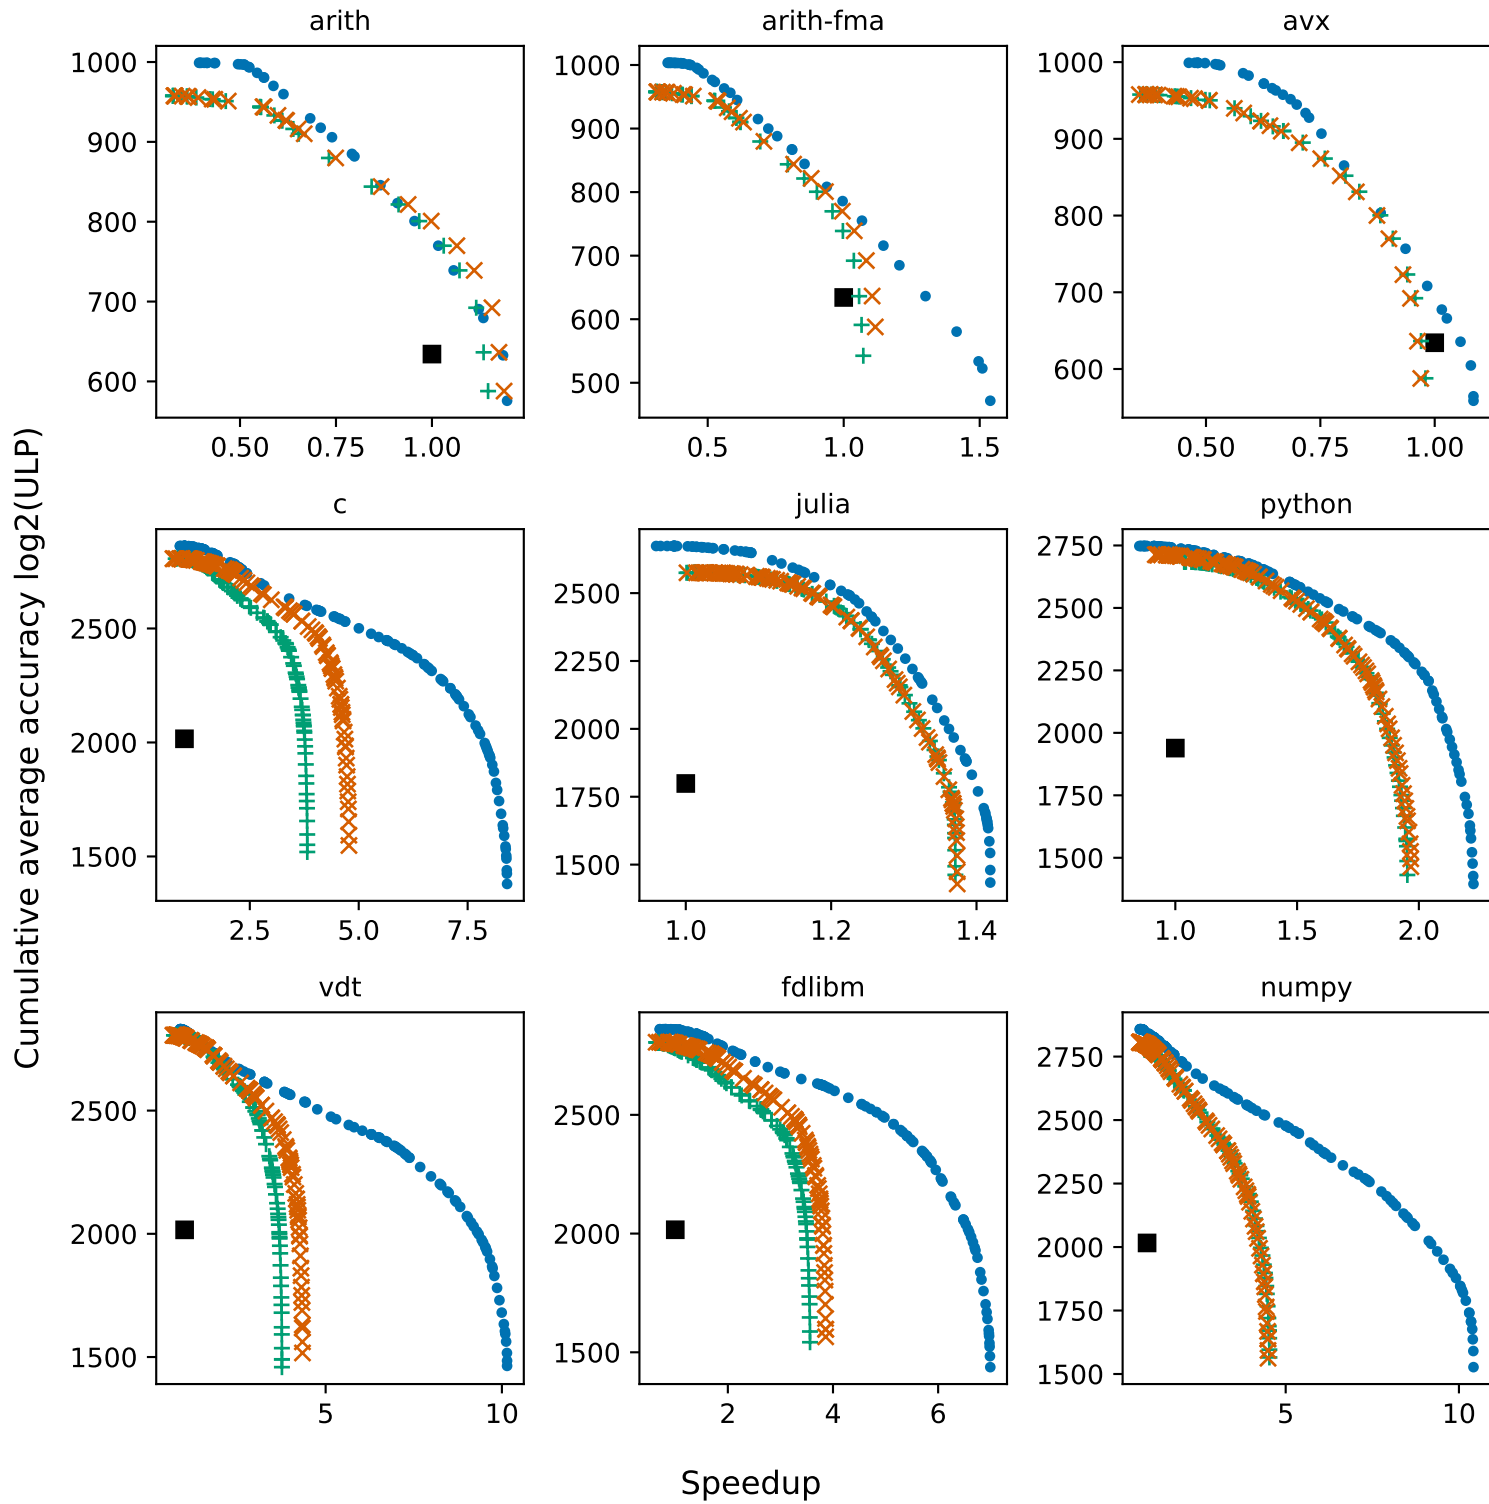 arith
arith-fma
avx
1000
900
800
700
600
0.50 0.75 1.00
1000
900
800
700
600
500
0.5 1.0 1.5
1000
900
800
700
600
0.50 0.75 1.00
Cumulative average accuracy log2(ULP)
c
julia
python
2500
2000
1500
2.5 5.0 7.5
2500
2250
2000
1750
1500
1.0 1.2 1.4
2750
2500
2250
2000
1750
1500
1.0 1.5 2.0
vdt
fdlibm
numpy
2500
2000
1500
5 10
2500
2000
1500
2 4 6
2750
2500
2250
2000
1750
1500
5 10
Speedup